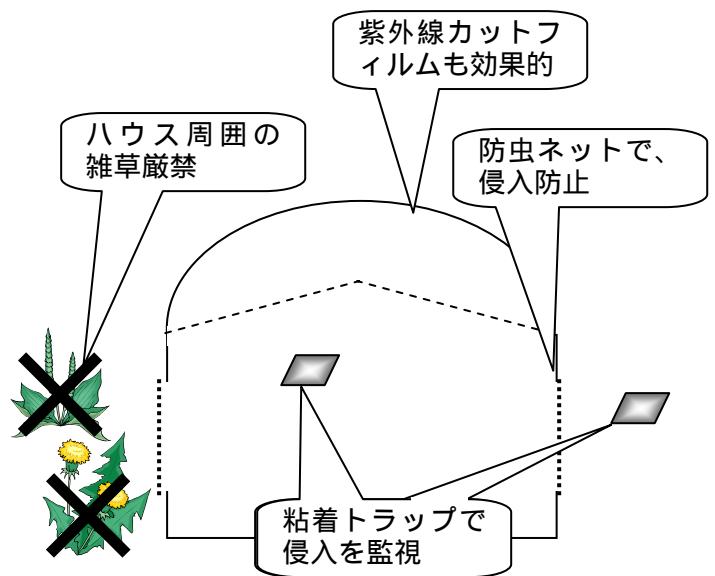 紫外線カットフ
ィルムも効果的
ハウス周囲の
雑草厳禁
防虫ネットで、
侵入防止
粘着トラップで
侵入を監視